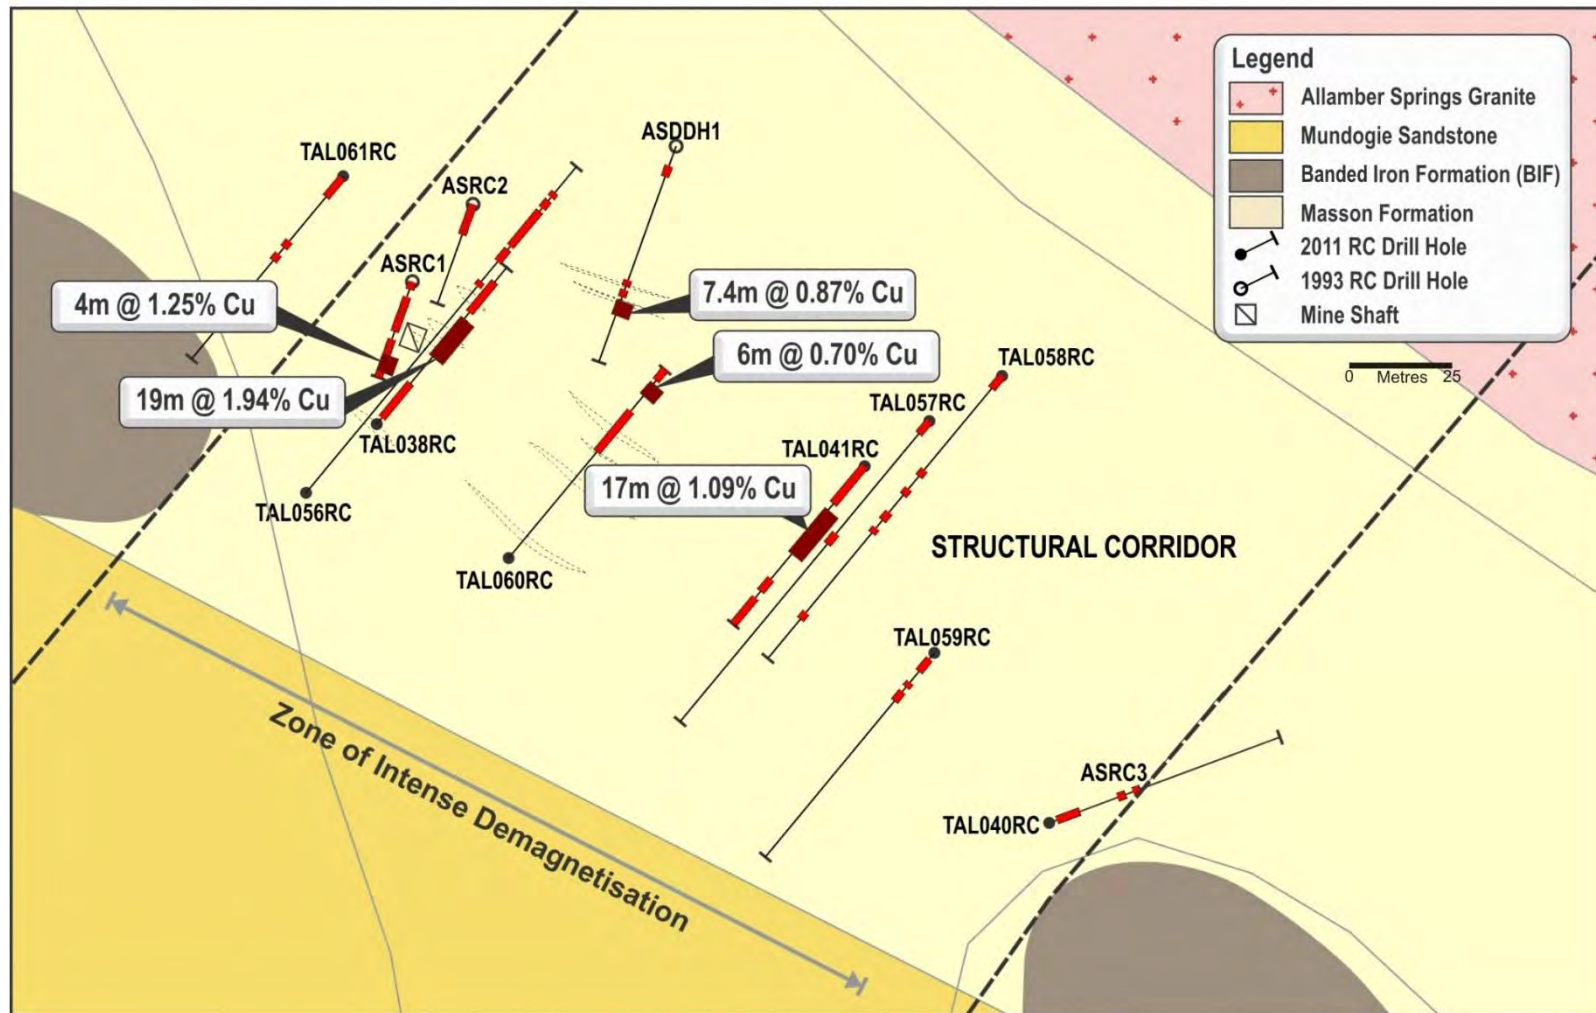 Legend
Allamber Springs Granite
Mundogie Sandstone
Banded Iron Formation (BIF)
Masson Formation
2011 RC Drill Hole
1993 RC Drill Hole
Mine Shaft
0 Metres 25
ASDDH1
TAL061RC
ASRC2
ASRC1
4m @ 1.25% Cu
7.4m @ 0.87% Cu
6m @ 0.70% Cu
TAL058RC
19m @ 1.94% Cu
TAL057RC
TAL038RC
TAL041RC
17m @ 1.09% Cu
TAL056RC
STRUCTURAL CORRIDOR
TAL060RC
TAL059RC
Zone of Intense Demagnetisation
ASRC3
TAL040RC